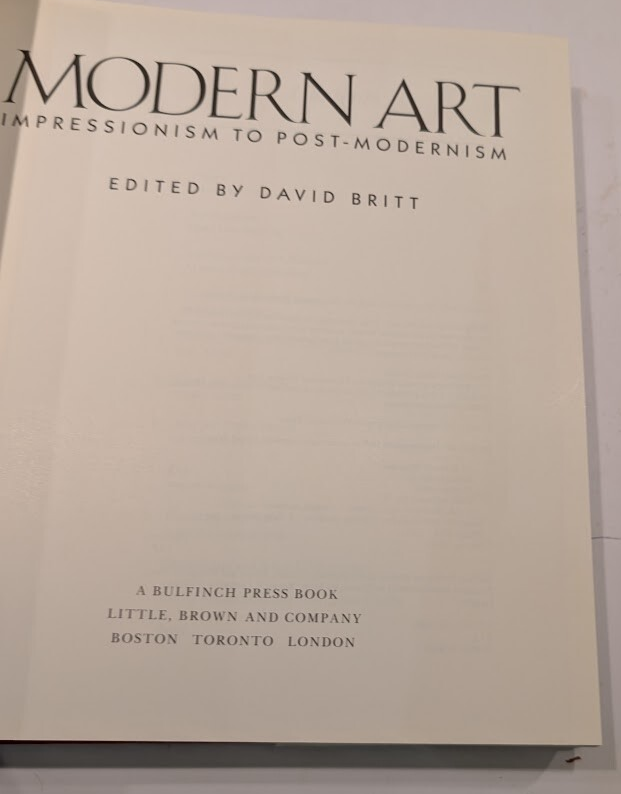 MODERN ART
IMPRESSIONISM TO POST-MODERNISM
EDITED BY DAVID BRITT
A BULFINCH PRESS BOOK
LITTLE, BROWN AND COMPANY
BOSTON TORONTO LONDON